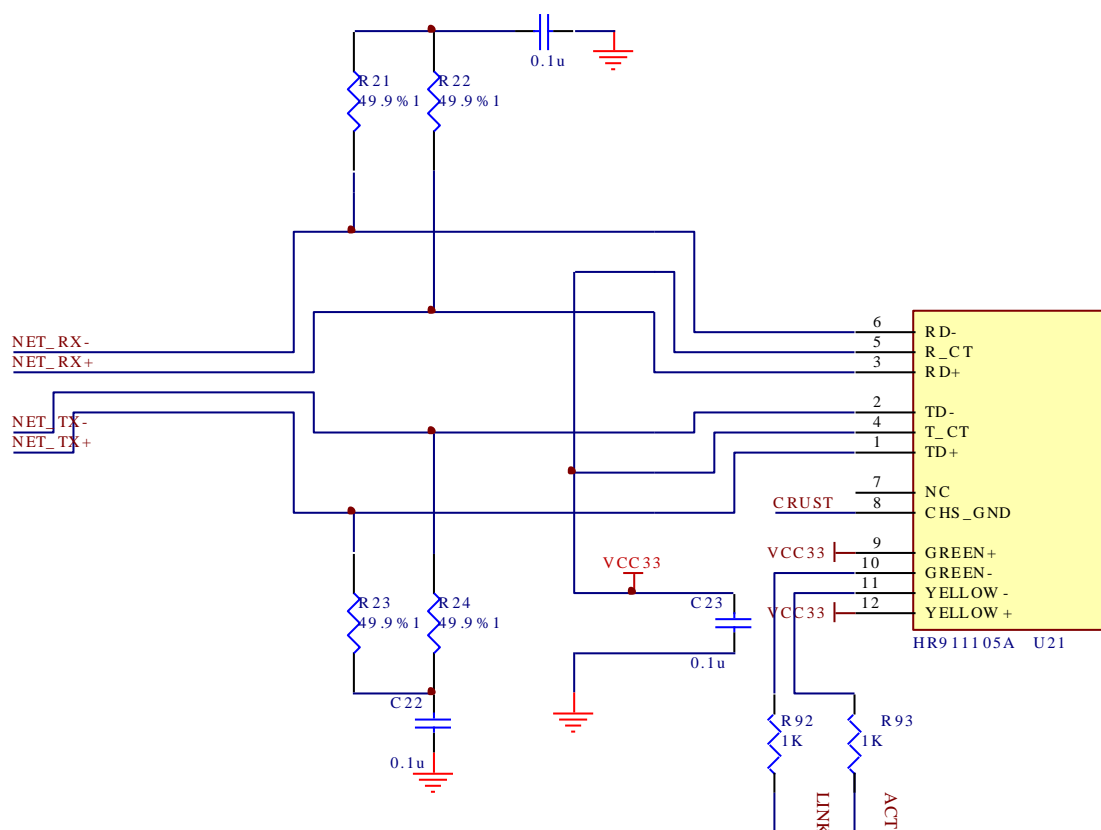 0.1u
R21
49.9%1
R22
49.9%1
NET_RX-
NET_RX+
NET_TX-
NET_TX+
6
RD-
5
R_CT
3
RD+
2
TD-
4
T_CT
1
TD+
7
NC
CRUST
8
CHS_GND
VCC33
9
GREEN+
10
GREEN-
11
YELLOW-
VCC33
12
YELLOW+
HR911105A U21
VCC33
C23
0.1u
R23
49.9%1
R24
49.9%1
C22
0.1u
R92
1K
R93
1K
LINK
ACT